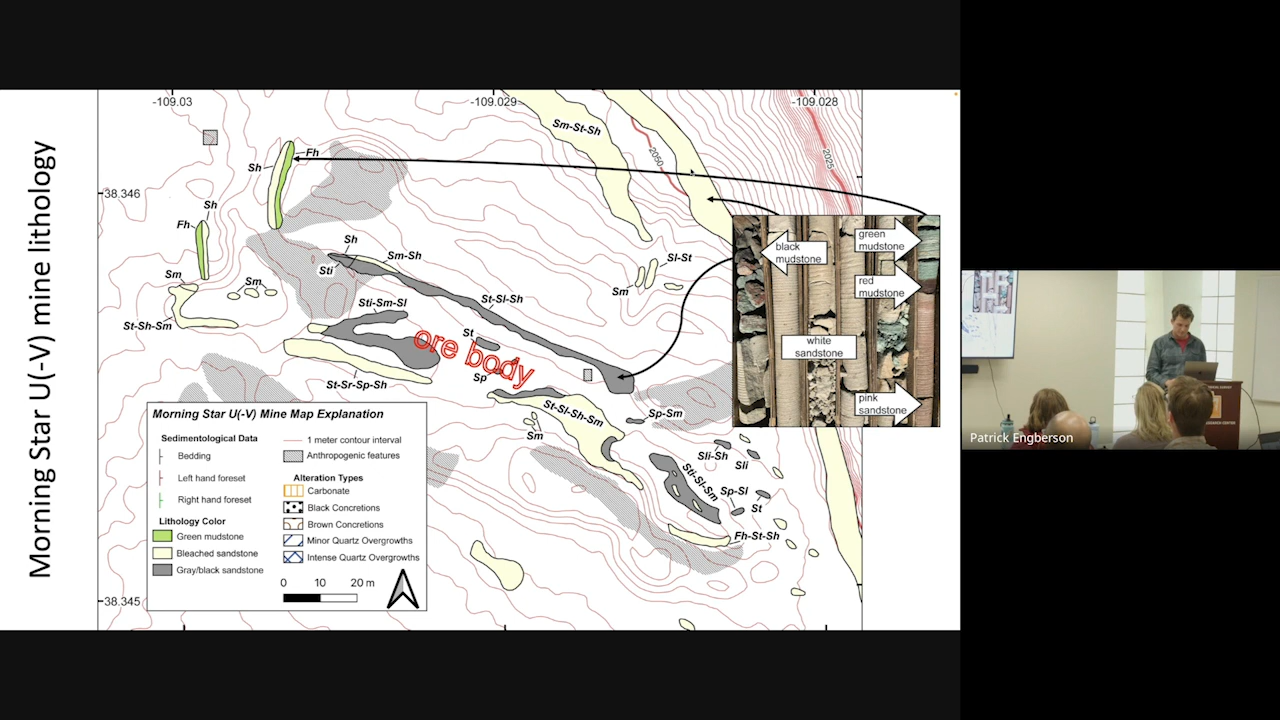 Morning Star U(-V) mine lithology
-109.03
-109.029
-109.028
38.346
38.345
2050
2025
Sm-St-Sh
Fh
Sh
Sh
Fh
Sh
Sm-Sh
Sl-St
Sti
Sm
Sm
Sm
Sti-Sm-Sl
St-Sl-Sh
St-Sh-Sm
St
ore body
Sp
St-Sr-Sp-Sh
St-Sl-Sh-Sm
Sp-Sm
Sm
Sli-Sh
Sli
Sti-Sl-Sm
Sp-Sl
St
Fh-St-Sh
black
mudstone
green
mudstone
red
mudstone
white
sandstone
pink
sandstone
Morning Star U(-V) Mine Map Explanation
Sedimentological Data
Bedding
Left hand foreset
Right hand foreset
Lithology Color
Green mudstone
Bleached sandstone
Gray/black sandstone
1 meter contour interval
Anthropogenic features
Alteration Types
Carbonate
Black Concretions
Brown Concretions
Minor Quartz Overgrowths
Intense Quartz Overgrowths
0 10 20 m
Patrick Engberson